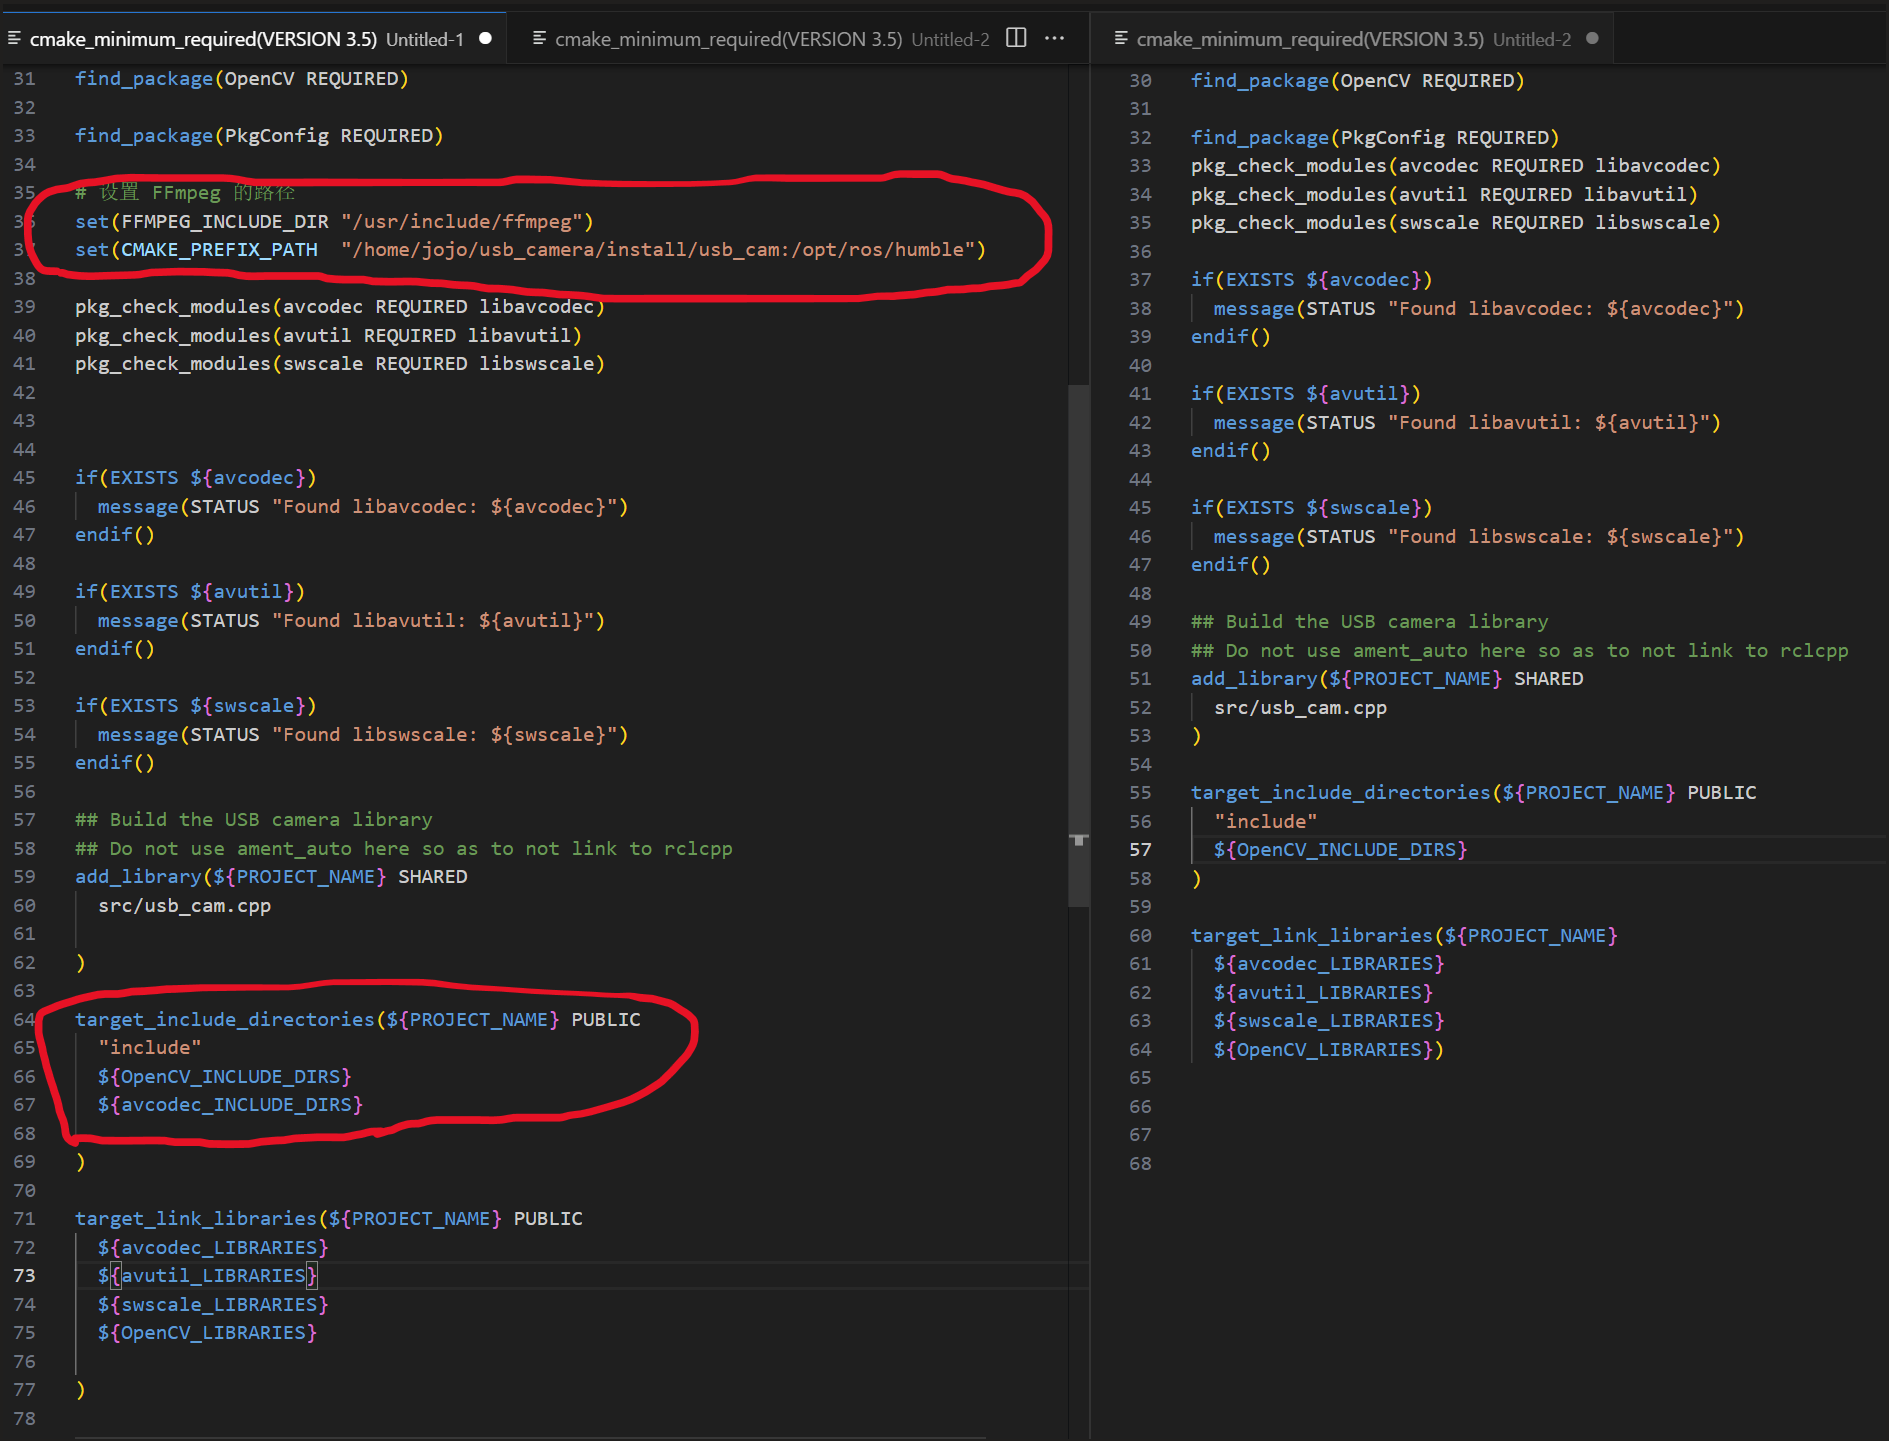 cmake_minimum_required(VERSION 3.5) Untitled-1
cmake_minimum_required(VERSION 3.5) Untitled-2
31 find_package(OpenCV REQUIRED)
32
33 find_package(PkgConfig REQUIRED)
34
35 # 设置 FFmpeg 的路径
36 set(FFMPEG_INCLUDE_DIR "/usr/include/ffmpeg")
37 set(CMAKE_PREFIX_PATH  "/home/jojo/usb_camera/install/usb_cam:/opt/ros/humble")
38
39 pkg_check_modules(avcodec REQUIRED libavcodec)
40 pkg_check_modules(avutil REQUIRED libavutil)
41 pkg_check_modules(swscale REQUIRED libswscale)
42
43
44
45 if(EXISTS ${avcodec})
46   message(STATUS "Found libavcodec: ${avcodec}")
47 endif()
48
49 if(EXISTS ${avutil})
50   message(STATUS "Found libavutil: ${avutil}")
51 endif()
52
53 if(EXISTS ${swscale})
54   message(STATUS "Found libswscale: ${swscale}")
55 endif()
56
57 ## Build the USB camera library
58 ## Do not use ament_auto here so as to not link to rclcpp
59 add_library(${PROJECT_NAME} SHARED
60   src/usb_cam.cpp
61
62 )
63
64 target_include_directories(${PROJECT_NAME} PUBLIC
65   "include"
66   ${OpenCV_INCLUDE_DIRS}
67   ${avcodec_INCLUDE_DIRS}
68
69 )
70
71 target_link_libraries(${PROJECT_NAME} PUBLIC
72   ${avcodec_LIBRARIES}
73   ${avutil_LIBRARIES}
74   ${swscale_LIBRARIES}
75   ${OpenCV_LIBRARIES}
76
77 )
78
cmake_minimum_required(VERSION 3.5) Untitled-2
30 find_package(OpenCV REQUIRED)
31
32 find_package(PkgConfig REQUIRED)
33 pkg_check_modules(avcodec REQUIRED libavcodec)
34 pkg_check_modules(avutil REQUIRED libavutil)
35 pkg_check_modules(swscale REQUIRED libswscale)
36
37 if(EXISTS ${avcodec})
38   message(STATUS "Found libavcodec: ${avcodec}")
39 endif()
40
41 if(EXISTS ${avutil})
42   message(STATUS "Found libavutil: ${avutil}")
43 endif()
44
45 if(EXISTS ${swscale})
46   message(STATUS "Found libswscale: ${swscale}")
47 endif()
48
49 ## Build the USB camera library
50 ## Do not use ament_auto here so as to not link to rclcpp
51 add_library(${PROJECT_NAME} SHARED
52   src/usb_cam.cpp
53 )
54
55 target_include_directories(${PROJECT_NAME} PUBLIC
56   "include"
57   ${OpenCV_INCLUDE_DIRS}
58 )
59
60 target_link_libraries(${PROJECT_NAME}
61   ${avcodec_LIBRARIES}
62   ${avutil_LIBRARIES}
63   ${swscale_LIBRARIES}
64   ${OpenCV_LIBRARIES})
65
66
67
68